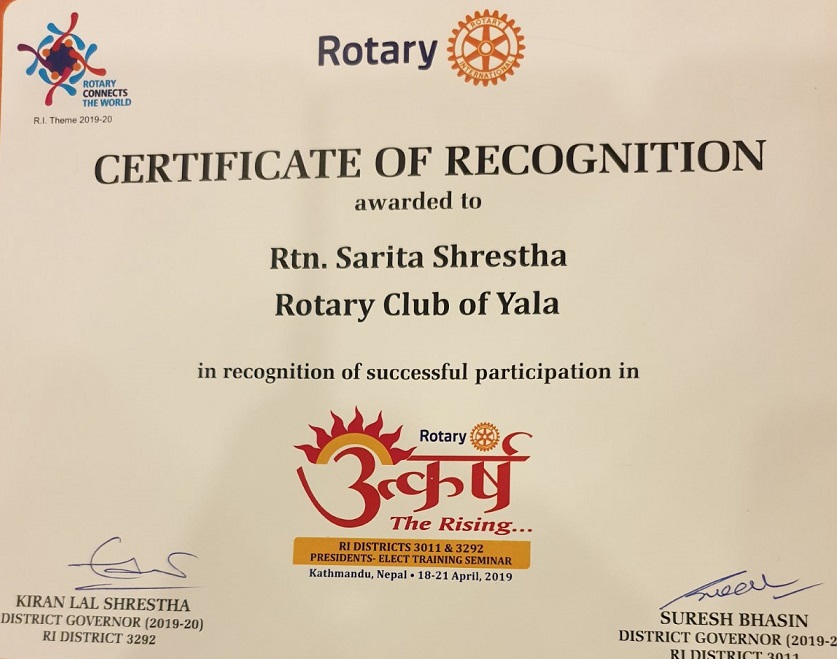 ROTARY
CONNECTS
THE WORLD
R.I. Theme 2019-20
Rotary
ROTARY
INTERNATIONAL
CERTIFICATE OF RECOGNITION
awarded to
Rtn. Sarita Shrestha
Rotary Club of Yala
in recognition of successful participation in
Rotary
उत्कर्ष
The Rising...
RI DISTRICTS 3011 & 3292
PRESIDENTS- ELECT TRAINING SEMINAR
Kathmandu, Nepal • 18-21 April, 2019
KIRAN LAL SHRESTHA
DISTRICT GOVERNOR (2019-20)
RI DISTRICT 3292
SURESH BHASIN
DISTRICT GOVERNOR (2019-2
RI DISTRICT 3011